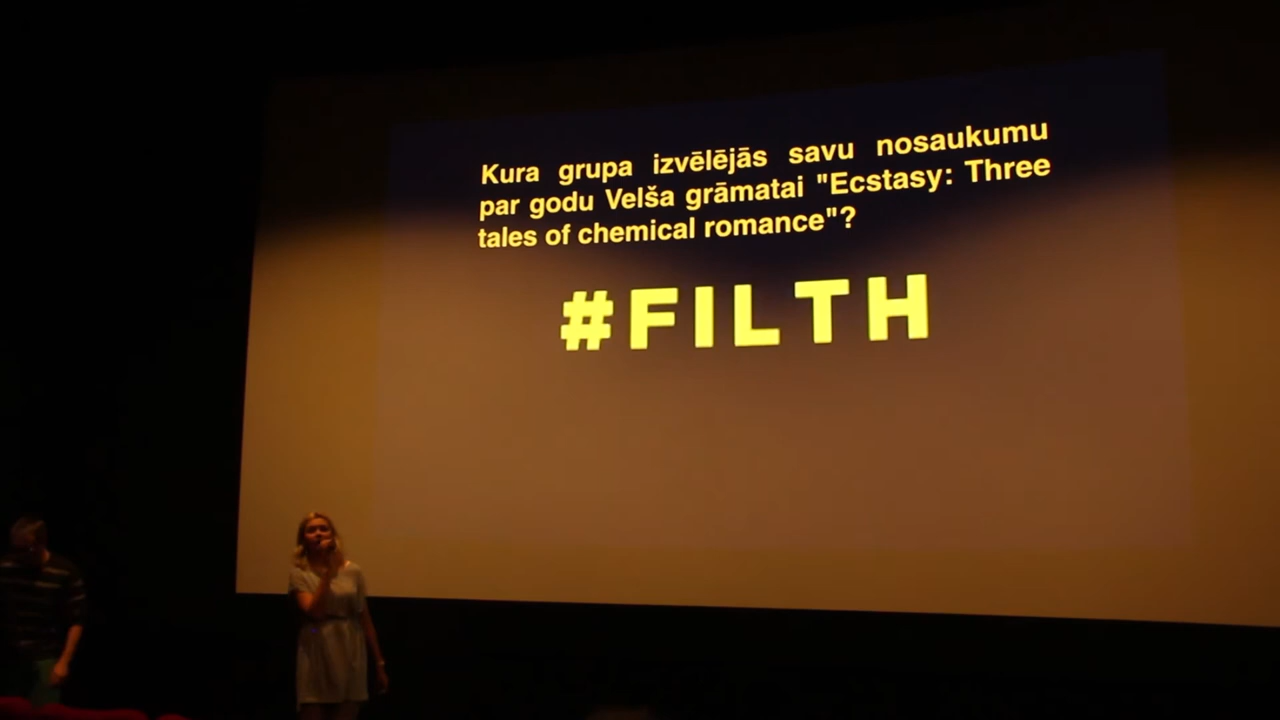 Kura grupa izvēlējās savu nosaukumu
par godu Velša grāmatai "Ecstasy: Three
tales of chemical romance"?
#FILTH